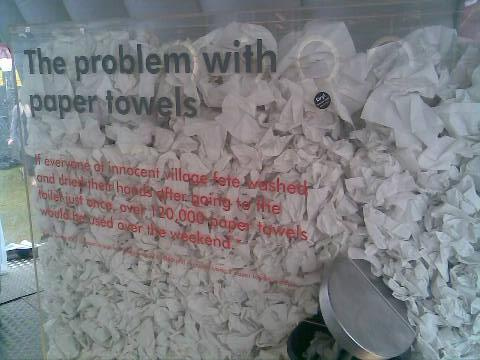 The problem with
paper towels
If everyone at innocent village fete washed
and dried their hands after going to the
toilet just once, over 120,000 paper towels
would be used over the weekend.*